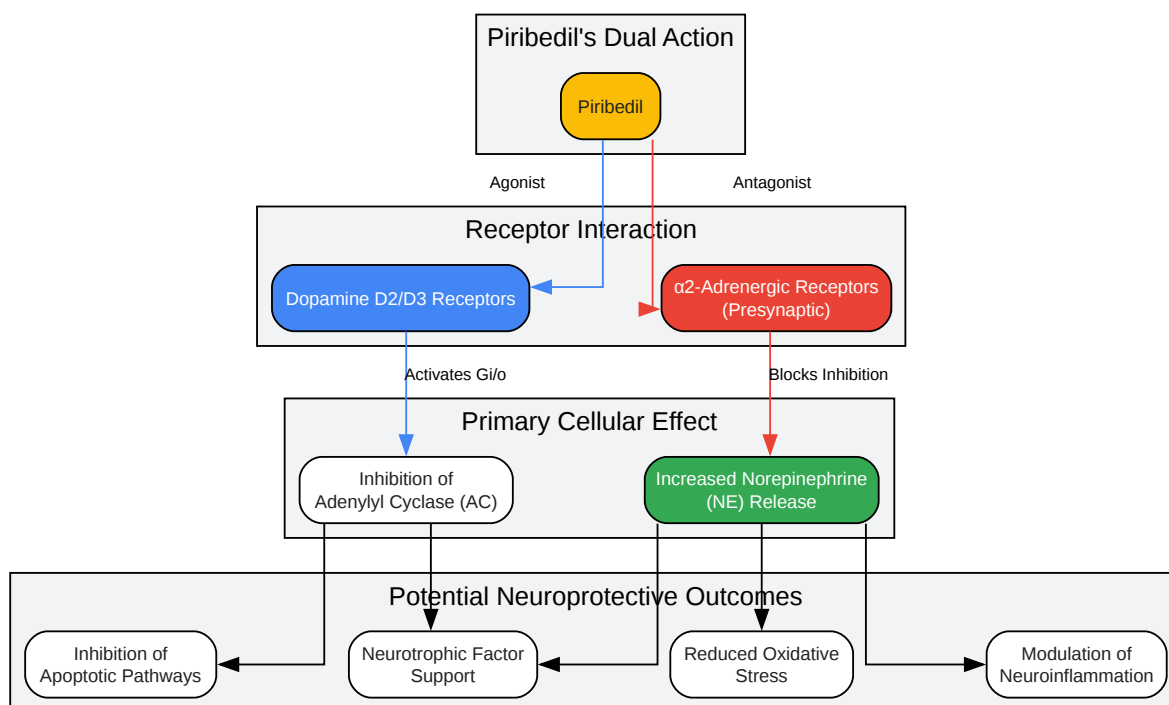 Piribedil's Dual Action
Piribedil
Agonist
Antagonist
Receptor Interaction
Dopamine D2/D3 Receptors
α2-Adrenergic Receptors
(Presynaptic)
Activates Gi/o
Blocks Inhibition
Primary Cellular Effect
Inhibition of
Adenylyl Cyclase (AC)
Increased Norepinephrine
(NE) Release
Potential Neuroprotective Outcomes
Inhibition of
Apoptotic Pathways
Neurotrophic Factor
Support
Reduced Oxidative
Stress
Modulation of
Neuroinflammation